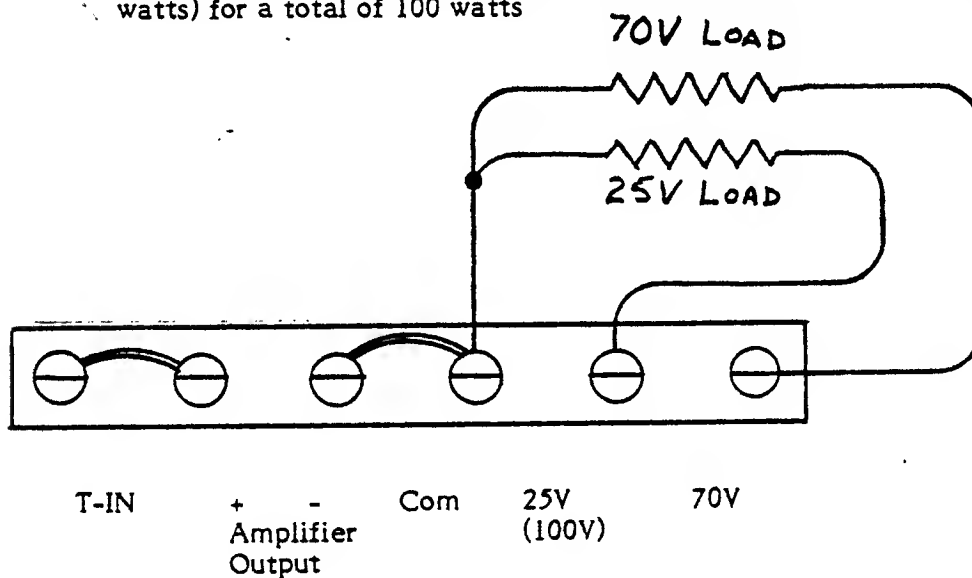 watts) for a total of 100 watts
70V LOAD
25V LOAD
T-IN + - Com 25V 70V
Amplifier (100V)
Output